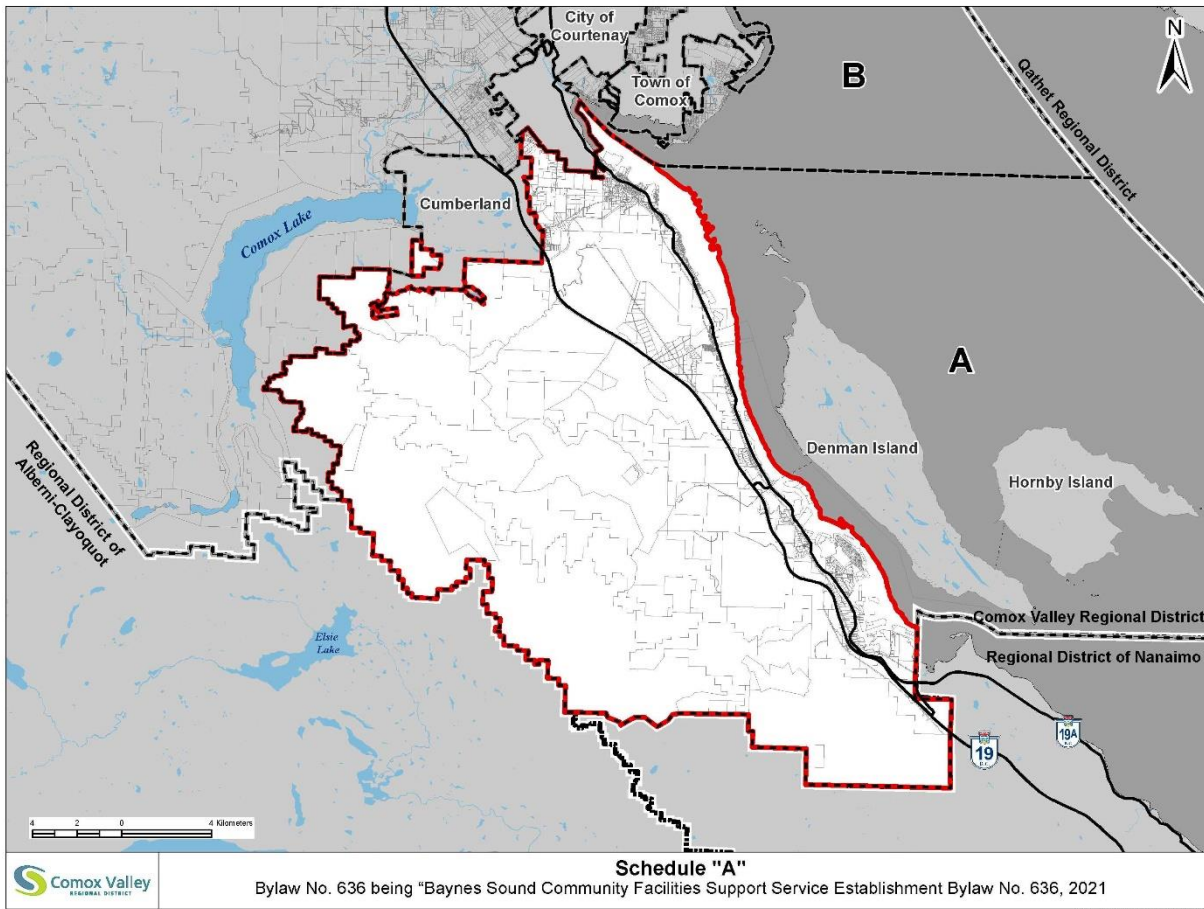 City of
Courtenay
Town of
Comox
B
N
Qathet Regional District
Cumberland
Comox Lake
A
Denman Island
Hornby Island
Regional District of
Alberni-Clayoquot
Elsie
Lake
Comox Valley Regional District
Regional District of Nanaimo
19
B.C.
19A
B.C.
4 2 0 4 Kilometers
Comox Valley
REGIONAL DISTRICT
Schedule "A"
Bylaw No. 636 being "Baynes Sound Community Facilities Support Service Establishment Bylaw No. 636, 2021